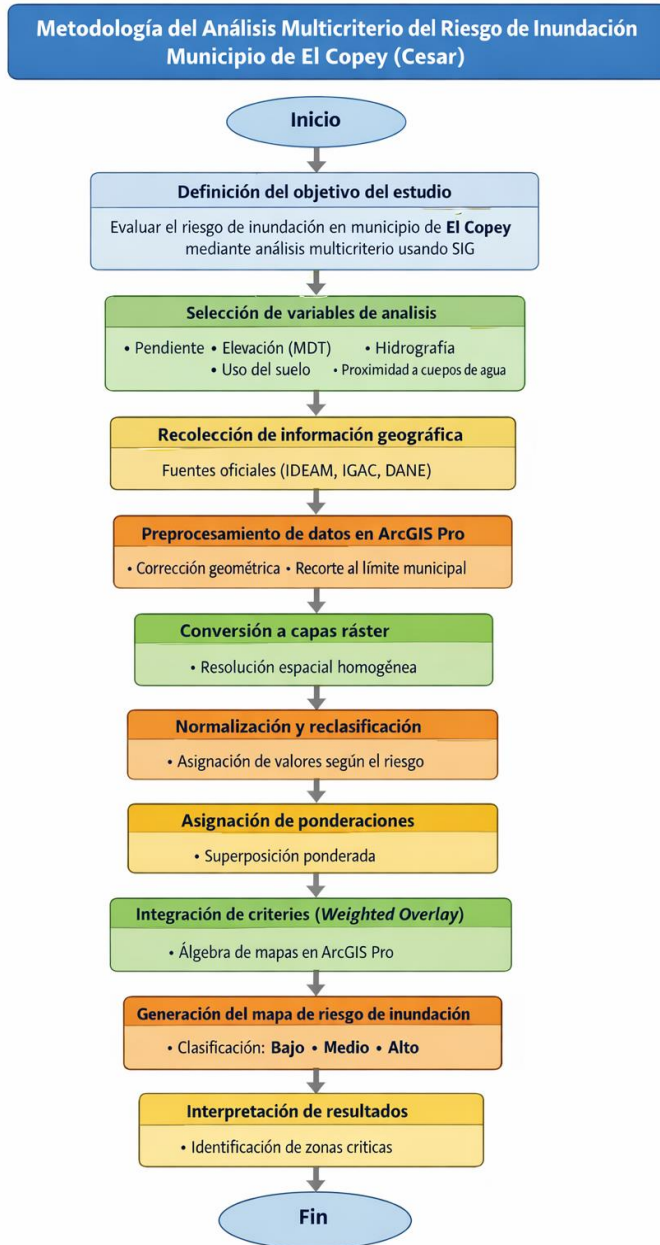 Metodología del Análisis Multicriterio del Riesgo de Inundación
Municipio de El Copey (Cesar)
Inicio
Definición del objetivo del estudio
Evaluar el riesgo de inundación en municipio de El Copey
mediante análisis multicriterio usando SIG
Selección de variables de analisis
• Pendiente • Elevación (MDT) • Hidrografía
• Uso del suelo • Proximidad a cuepos de agua
Recolección de información geográfica
Fuentes oficiales (IDEAM, IGAC, DANE)
Preprocesamiento de datos en ArcGIS Pro
• Corrección geométrica • Recorte al límite municipal
Conversión a capas ráster
• Resolución espacial homogênea
Normalización y reclasificación
• Asignación de valores según el riesgo
Asignación de ponderaciones
• Superposición ponderada
Integración de criteries (Weighted Overlay)
• Álgebra de mapas en ArcGIS Pro
Generación del mapa de riesgo de inundación
• Clasificación: Bajo • Medio • Alto
Interpretación de resultados
• Identificación de zonas criticas
Fin